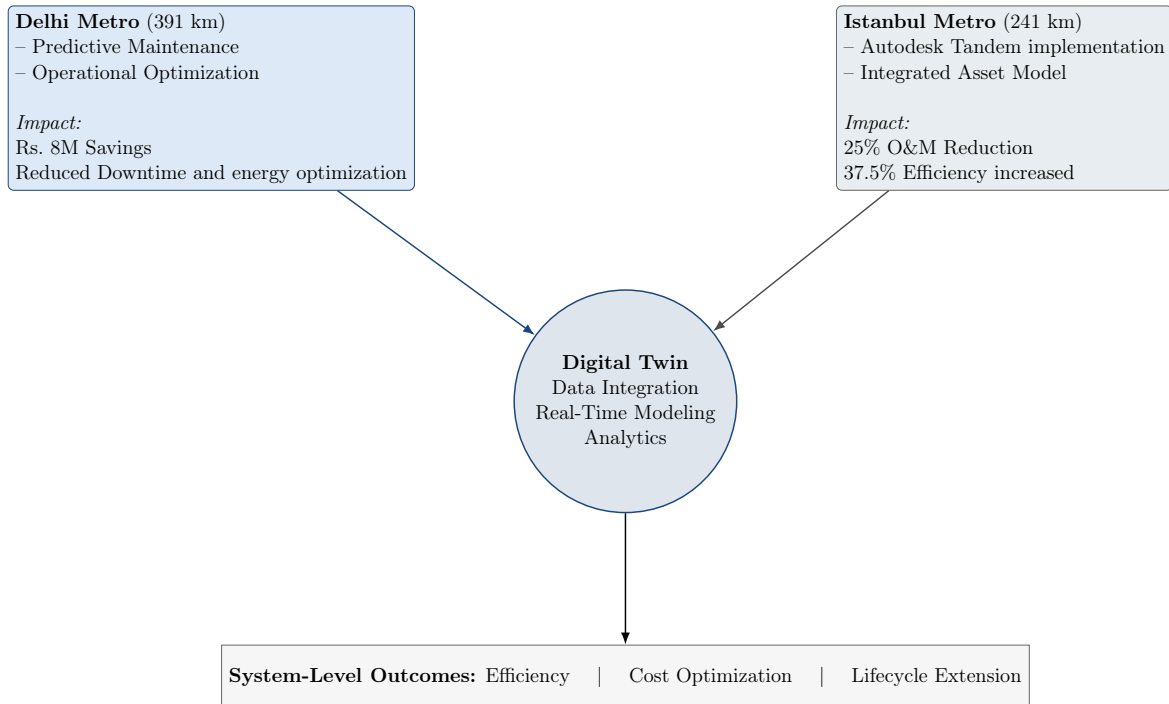 Delhi Metro (391 km)
– Predictive Maintenance
– Operational Optimization
Impact:
Rs. 8M Savings
Reduced Downtime and energy optimization
Istanbul Metro (241 km)
– Autodesk Tandem implementation
– Integrated Asset Model
Impact:
25% O&M Reduction
37.5% Efficiency increased
Digital Twin
Data Integration
Real-Time Modeling
Analytics
System-Level Outcomes: Efficiency | Cost Optimization | Lifecycle Extension